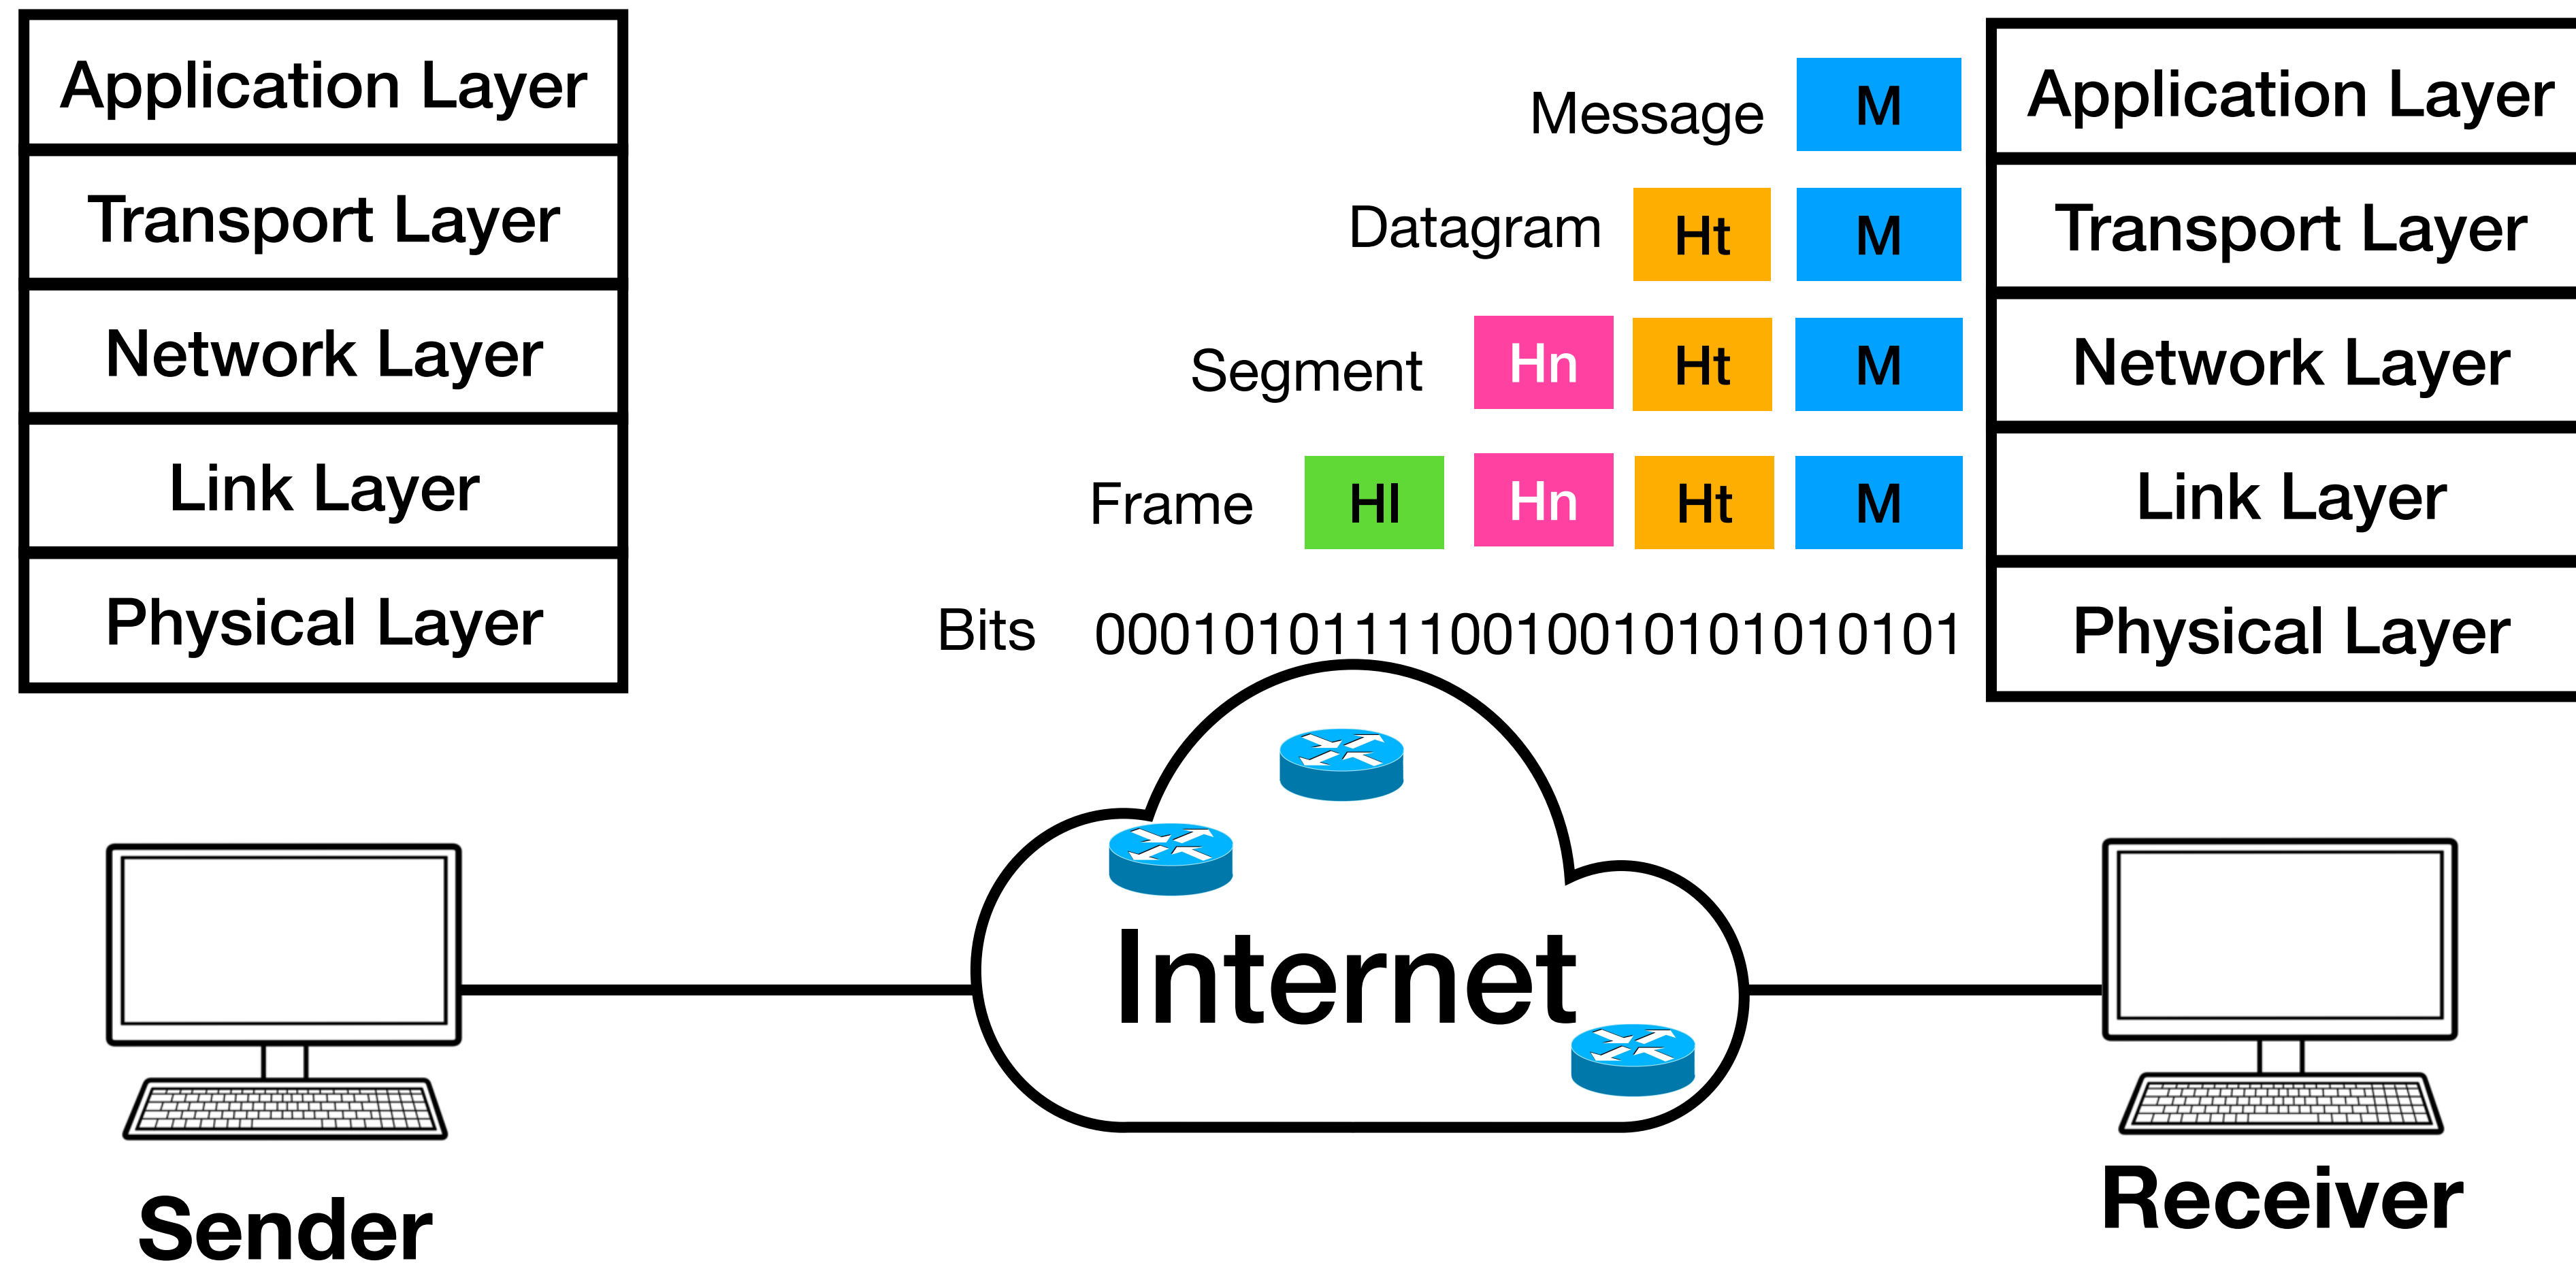 Application Layer
Transport Layer
Network Layer
Link Layer
Physical Layer
Message M
Datagram Ht M
Segment Hn Ht M
Frame Hl Hn Ht M
Bits 000101011111001001010101010101
Application Layer
Transport Layer
Network Layer
Link Layer
Physical Layer
Internet
Sender
Receiver